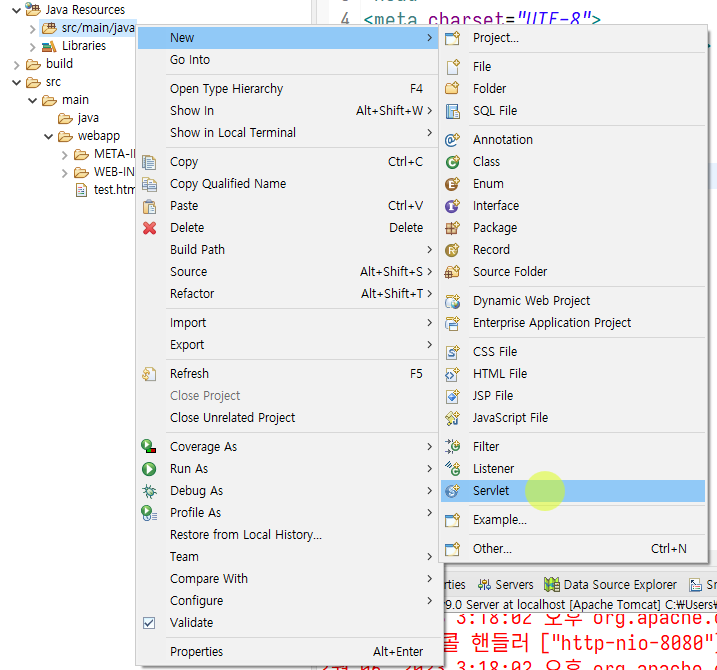 Java Resources
src/main/java
Libraries
build
src
main
java
webapp
META-I
WEB-IN
test.htm
<meta charset="UTF-8">
New
Go Into
Open Type Hierarchy F4
Show In Alt+Shift+W
Show in Local Terminal
Copy Ctrl+C
Copy Qualified Name
Paste Ctrl+V
Delete Delete
Build Path
Source Alt+Shift+S
Refactor Alt+Shift+T
Import
Export
Refresh F5
Close Project
Close Unrelated Project
Coverage As
Run As
Debug As
Profile As
Restore from Local History...
Team
Compare With
Configure
Validate
Properties Alt+Enter
Project...
File
Folder
SQL File
Annotation
Class
Enum
Interface
Package
Record
Source Folder
Dynamic Web Project
Enterprise Application Project
CSS File
HTML File
JSP File
JavaScript File
Filter
Listener
Servlet
Example...
Other... Ctrl+N
rties Servers Data Source Explorer Sn
9.0 Server at localhost [Apache Tomcat] C:₩Users₩
3:18:02 오후 org.apache.c
콜 핸들러 ["http-nio-8080"]
2023 3:18:02 오후 org.apache